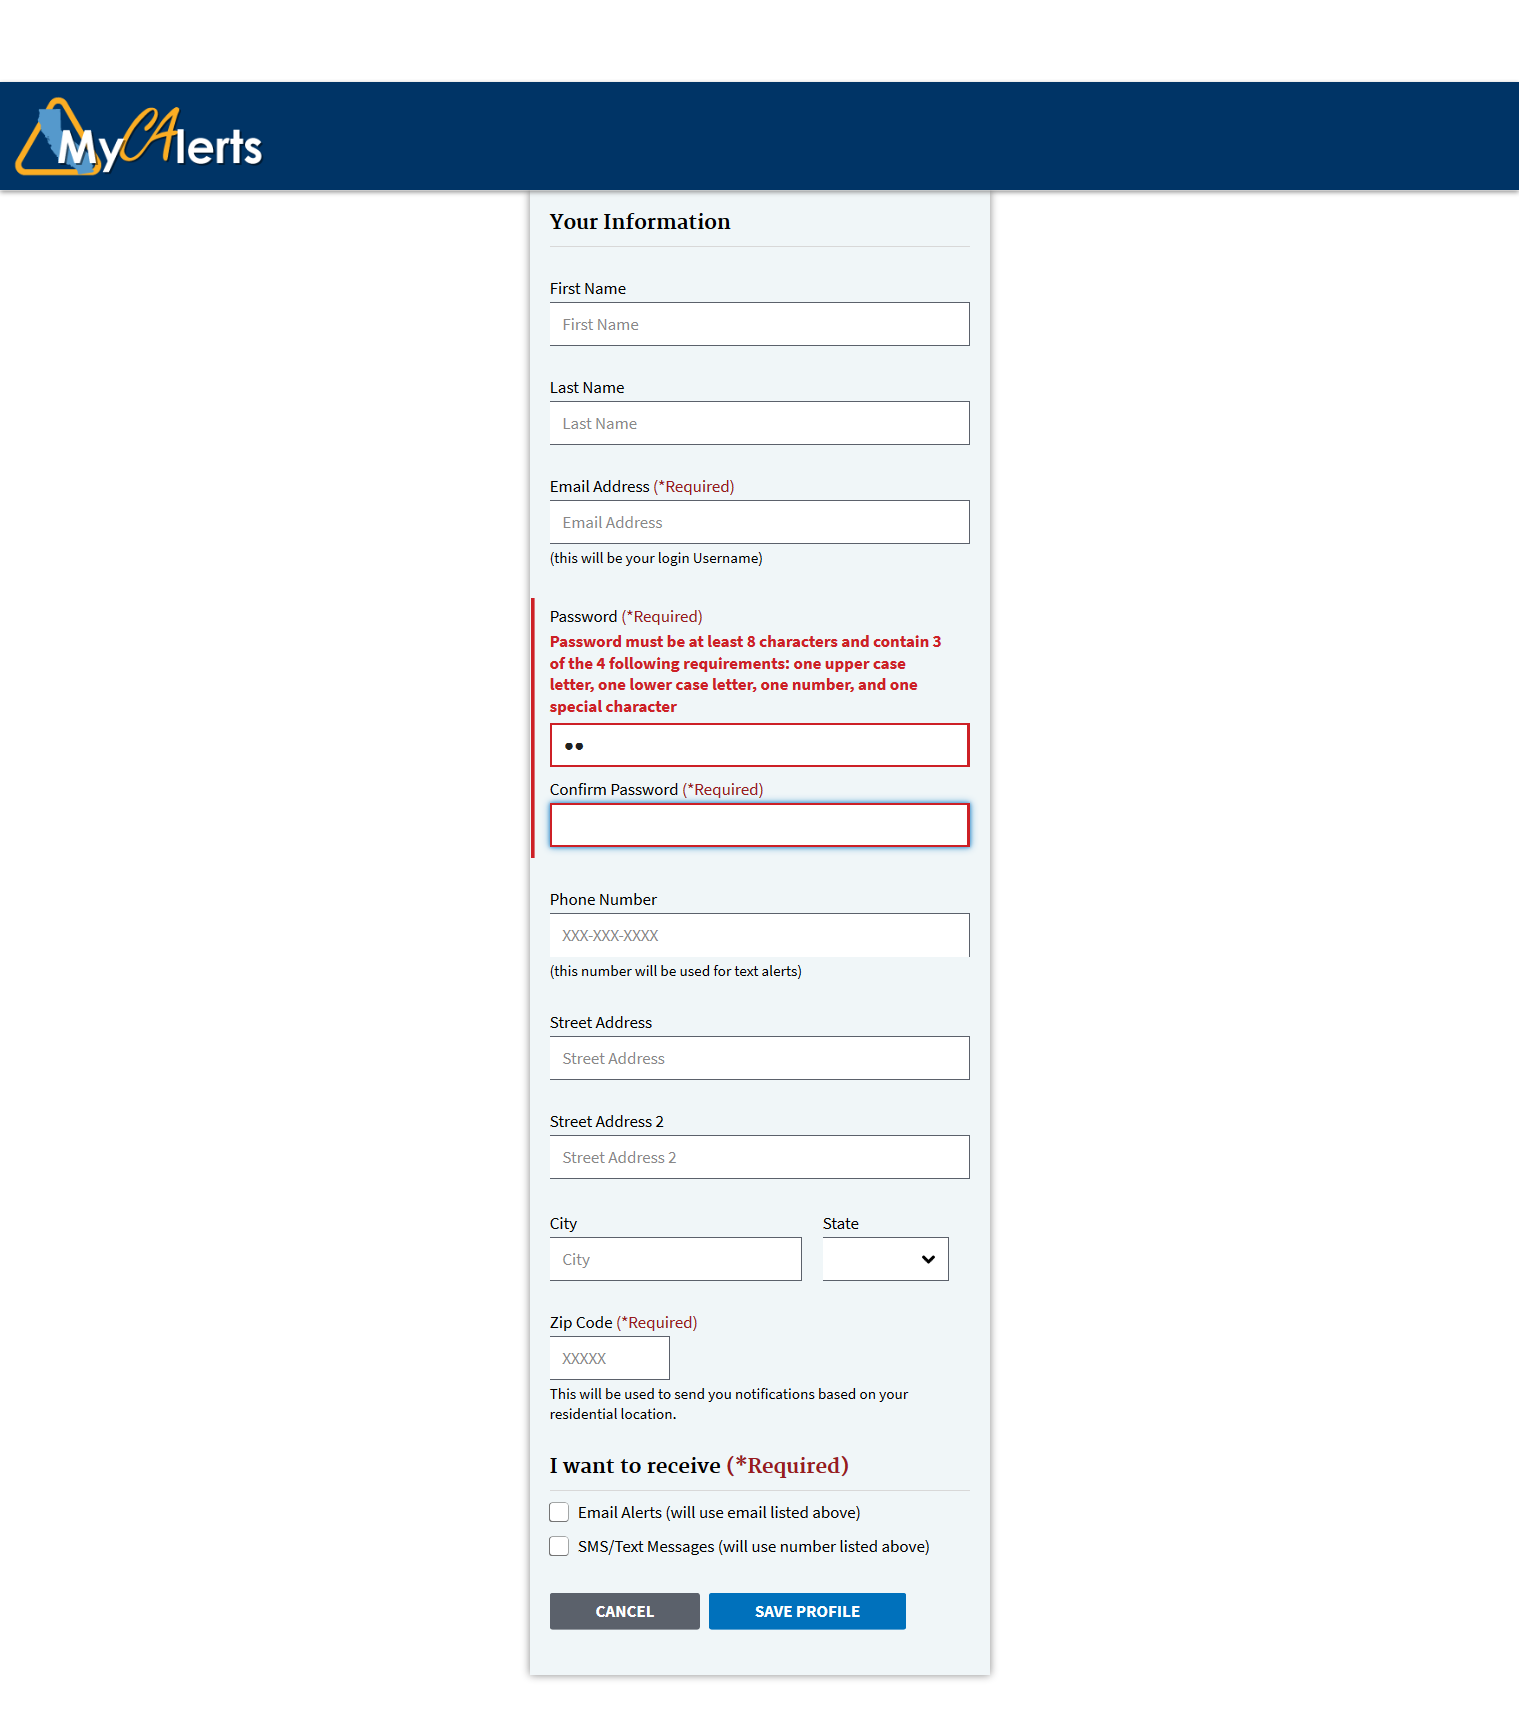 MyCAlerts
Your Information
First Name
First Name
Last Name
Last Name
Email Address (*Required)
Email Address
(this will be your login Username)
Password (*Required)
Password must be at least 8 characters and contain 3
of the 4 following requirements: one upper case
letter, one lower case letter, one number, and one
special character
••
Confirm Password (*Required)
Phone Number
XXX-XXX-XXXX
(this number will be used for text alerts)
Street Address
Street Address
Street Address 2
Street Address 2
City State
City
Zip Code (*Required)
XXXXX
This will be used to send you notifications based on your
residential location.
I want to receive (*Required)
Email Alerts (will use email listed above)
SMS/Text Messages (will use number listed above)
CANCEL SAVE PROFILE